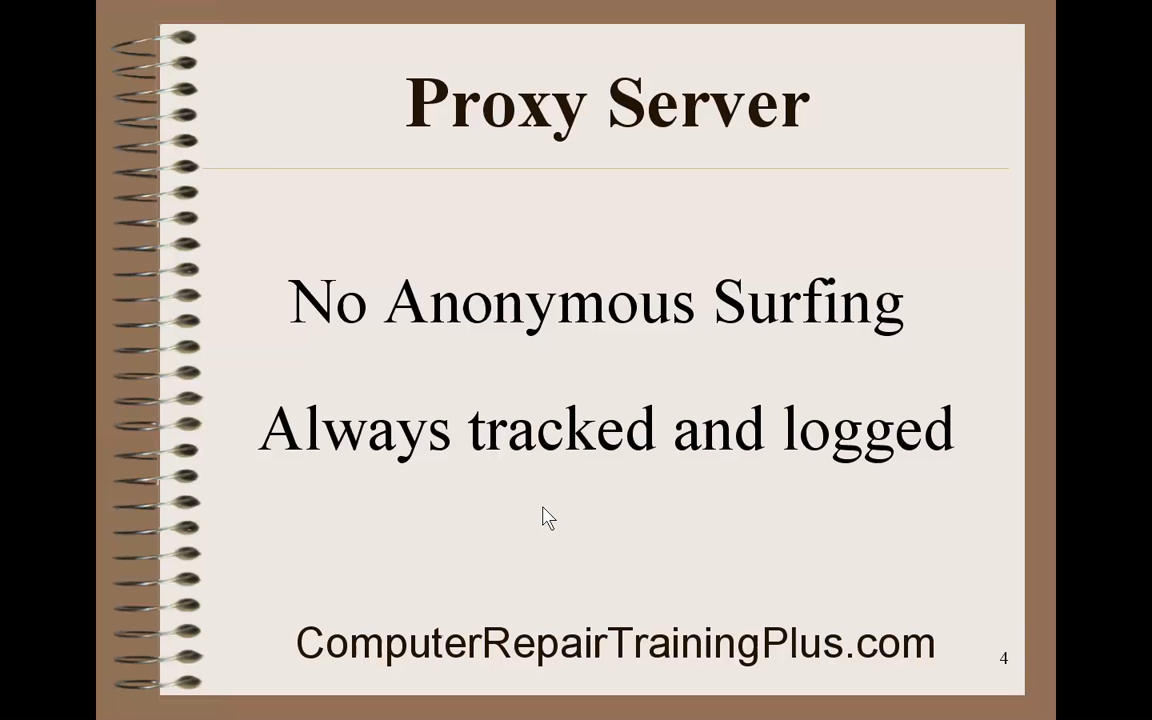 Proxy Server
No Anonymous Surfing
Always tracked and logged
ComputerRepairTrainingPlus.com
4